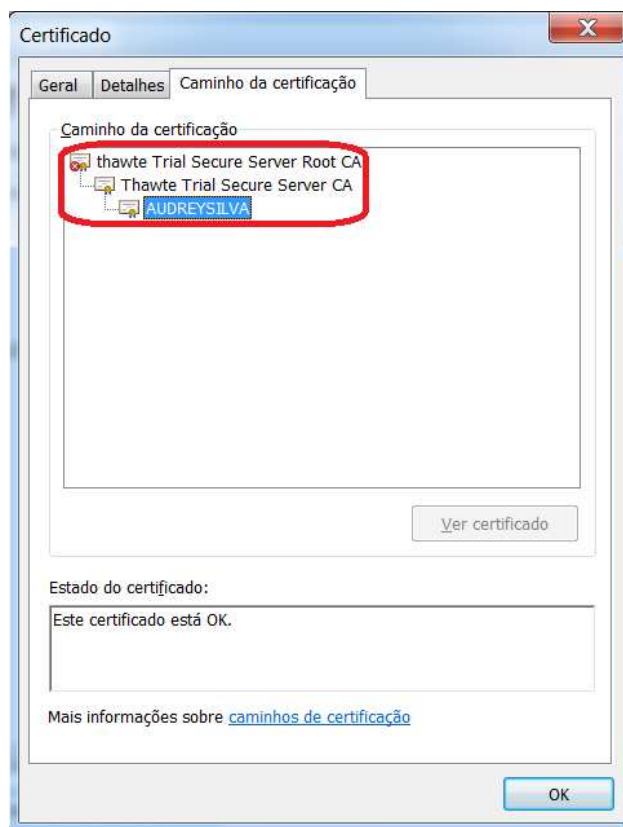 Certificado
Geral Detalhes Caminho da certificação
Caminho da certificação
thawte Trial Secure Server Root CA
Thawte Trial Secure Server CA
AUDREYSILVA
Ver certificado
Estado do certificado:
Este certificado está OK.
Mais informações sobre caminhos de certificação
OK